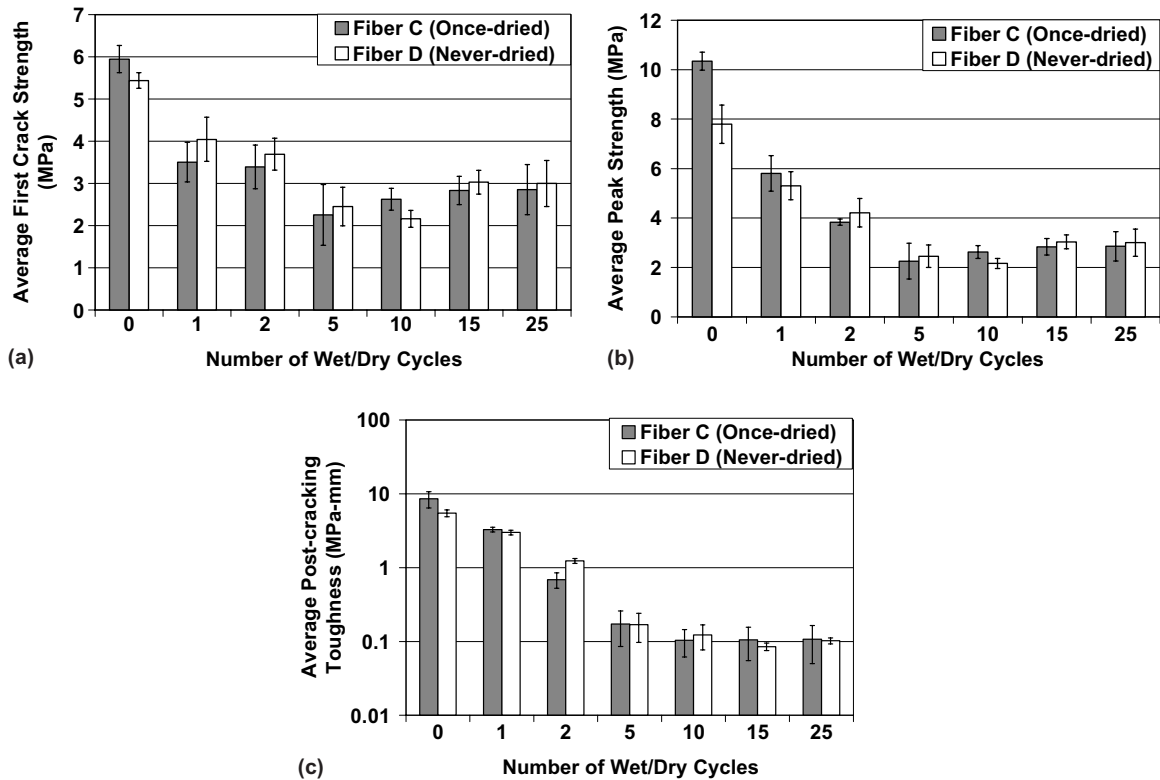 7
6
5
4
3
2
1
0
Average First Crack Strength
(MPa)
Fiber C (Once-dried)
Fiber D (Never-dried)
0 1 2 5 10 15 25
Number of Wet/Dry Cycles
(a)
12
10
8
6
4
2
0
Average Peak Strength (MPa)
Fiber C (Once-dried)
Fiber D (Never-dried)
0 1 2 5 10 15 25
Number of Wet/Dry Cycles
(b)
100
10
1
0.1
0.01
Average Post-cracking
Toughness (MPa-mm)
Fiber C (Once-dried)
Fiber D (Never-dried)
0 1 2 5 10 15 25
Number of Wet/Dry Cycles
(c)